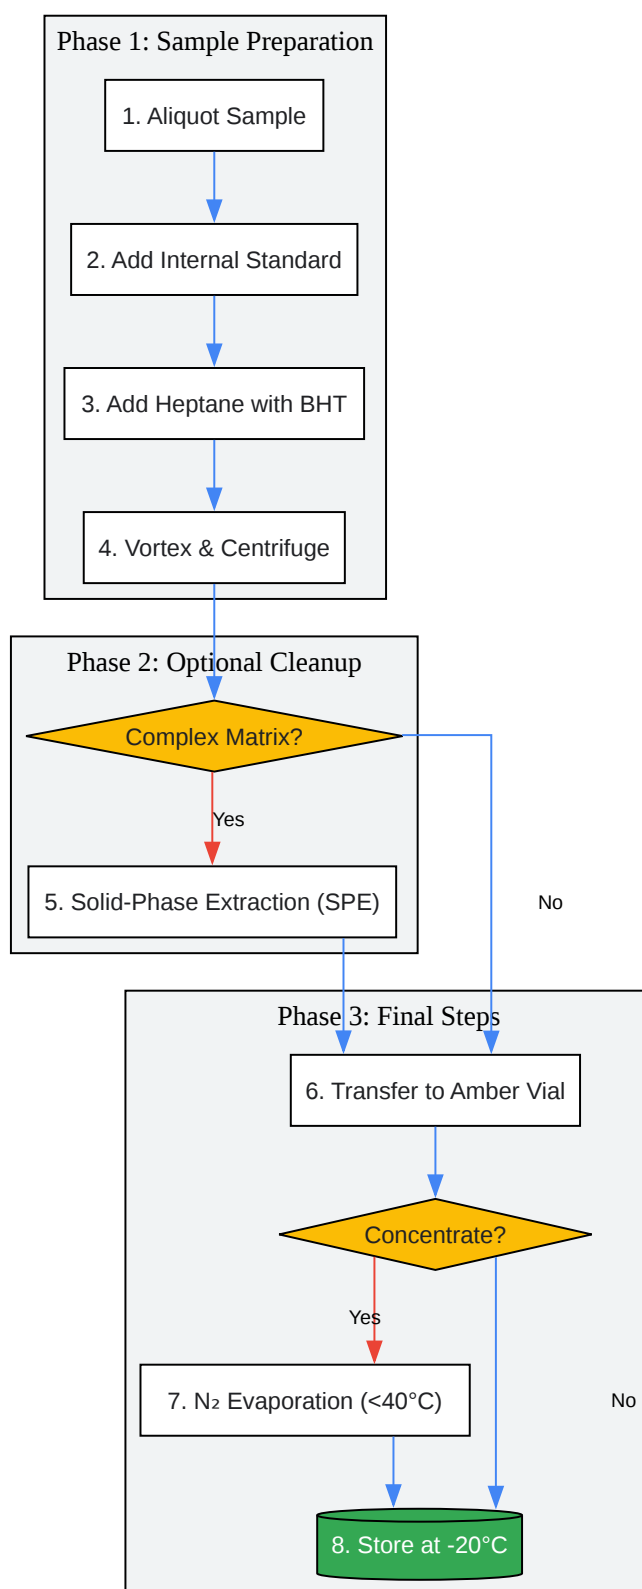 Phase 1: Sample Preparation
1. Aliquot Sample
2. Add Internal Standard
3. Add Heptane with BHT
4. Vortex & Centrifuge
Phase 2: Optional Cleanup
Complex Matrix?
Yes
5. Solid-Phase Extraction (SPE)
No
Phase 3: Final Steps
6. Transfer to Amber Vial
Concentrate?
Yes
7. N₂ Evaporation (<40°C)
No
8. Store at -20°C